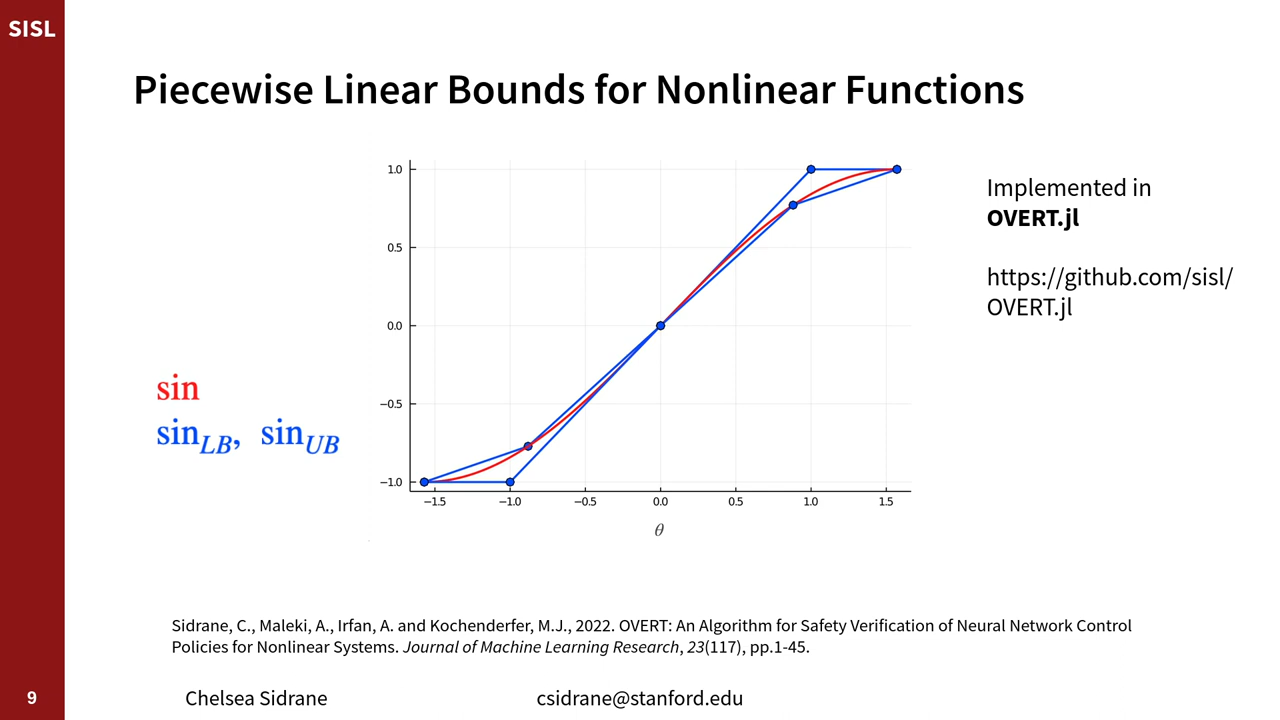 SISL
Piecewise Linear Bounds for Nonlinear Functions
1.0
0.5
0.0
−0.5
−1.0
−1.5 −1.0 −0.5 0.0 0.5 1.0 1.5
θ
sin
sin_LB, sin_UB
Implemented in
OVERT.jl
https://github.com/sisl/
OVERT.jl
Sidrane, C., Maleki, A., Irfan, A. and Kochenderfer, M.J., 2022. OVERT: An Algorithm for Safety Verification of Neural Network Control
Policies for Nonlinear Systems. Journal of Machine Learning Research, 23(117), pp.1-45.
9 Chelsea Sidrane csidrane@stanford.edu